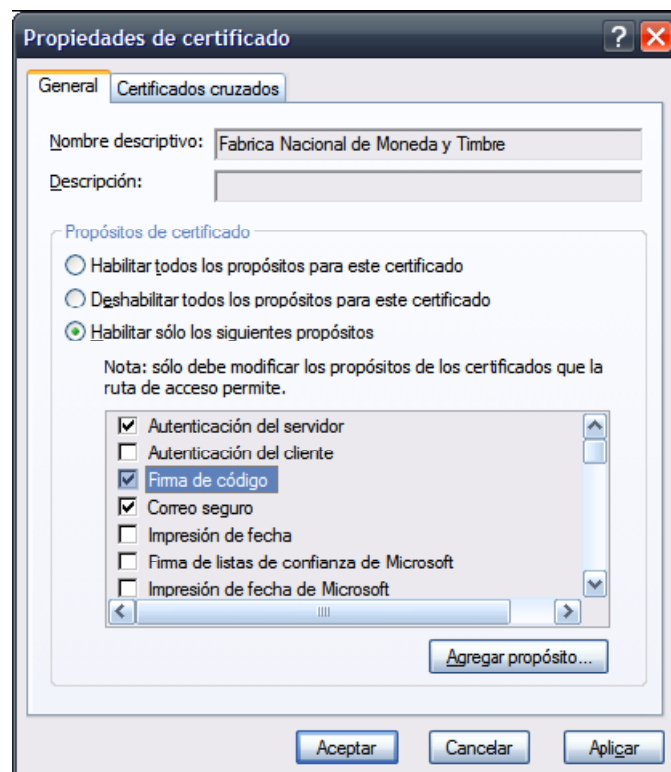 Propiedades de certificado
General
Certificados cruzados
Nombre descriptivo: Fabrica Nacional de Moneda y Timbre
Descripción:
Propósitos de certificado
Habilitar todos los propósitos para este certificado
Deshabilitar todos los propósitos para este certificado
Habilitar sólo los siguientes propósitos
Nota: sólo debe modificar los propósitos de los certificados que la
ruta de acceso permite.
Autenticación del servidor
Autenticación del cliente
Firma de código
Correo seguro
Impresión de fecha
Firma de listas de confianza de Microsoft
Impresión de fecha de Microsoft
Agregar propósito...
Aceptar
Cancelar
Aplicar